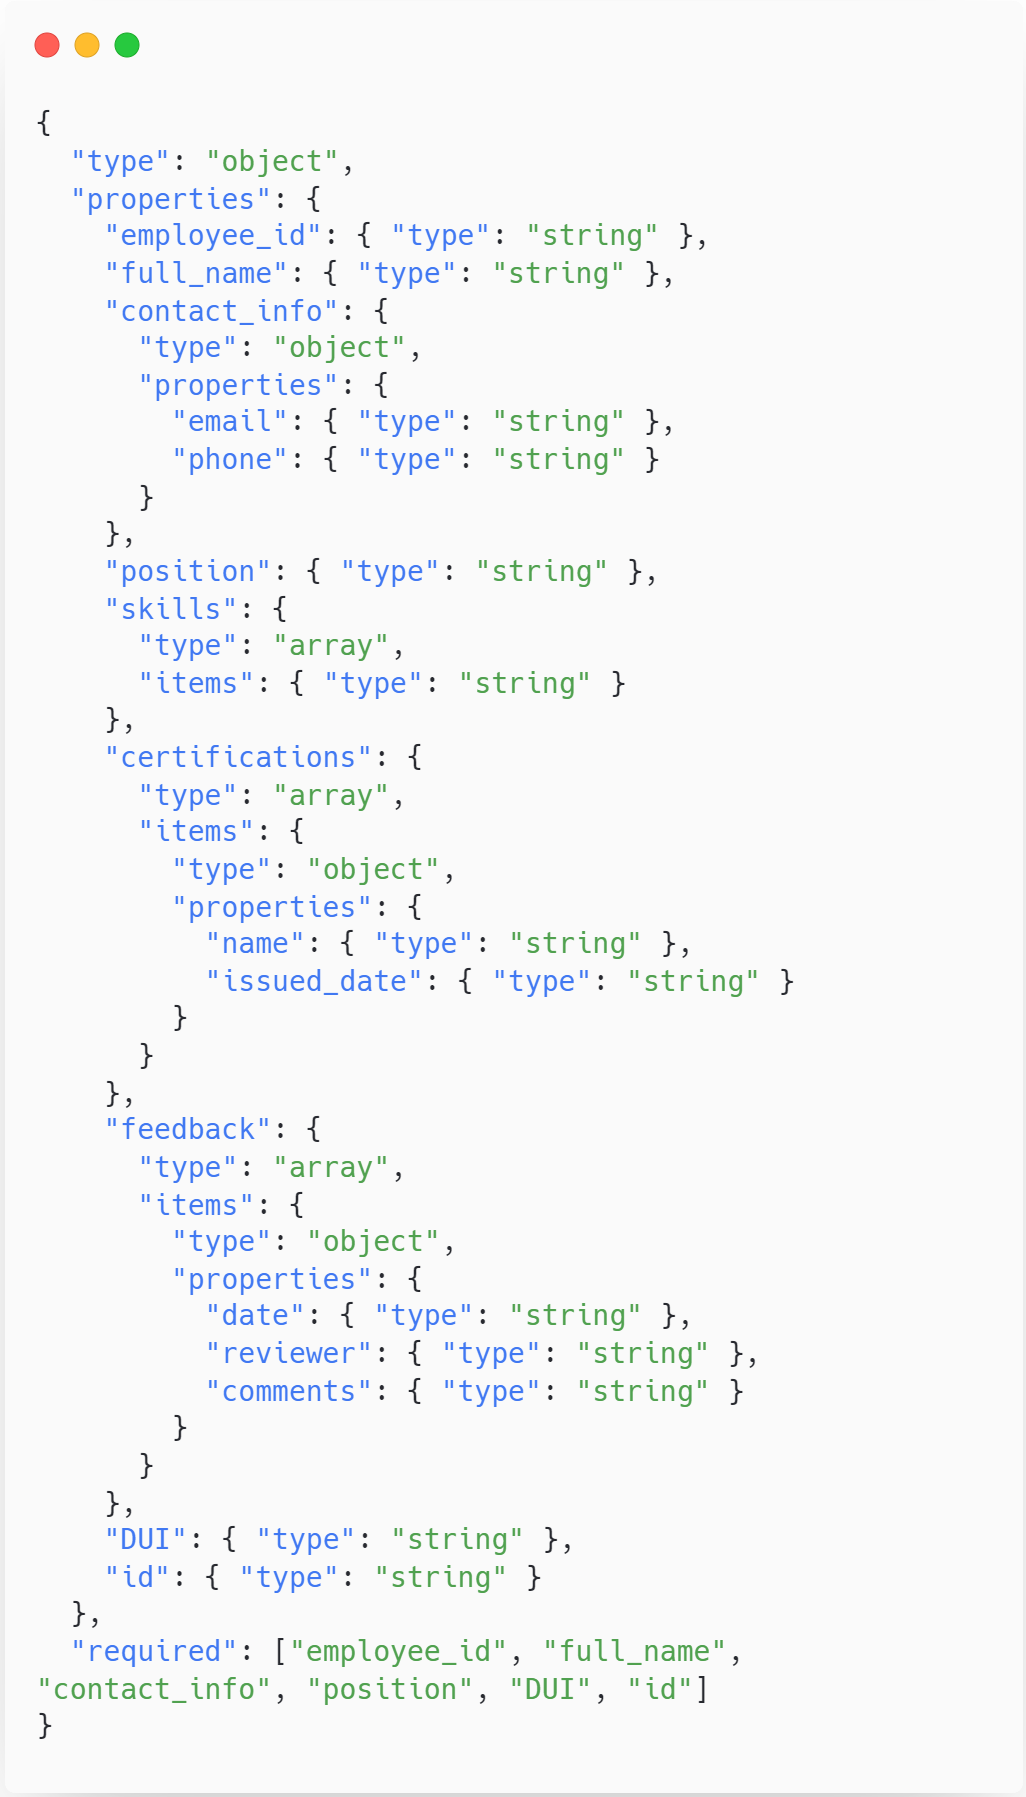 {
  "type": "object",
  "properties": {
    "employee_id": { "type": "string" },
    "full_name": { "type": "string" },
    "contact_info": {
      "type": "object",
      "properties": {
        "email": { "type": "string" },
        "phone": { "type": "string" }
      }
    },
    "position": { "type": "string" },
    "skills": {
      "type": "array",
      "items": { "type": "string" }
    },
    "certifications": {
      "type": "array",
      "items": {
        "type": "object",
        "properties": {
          "name": { "type": "string" },
          "issued_date": { "type": "string" }
        }
      }
    },
    "feedback": {
      "type": "array",
      "items": {
        "type": "object",
        "properties": {
          "date": { "type": "string" },
          "reviewer": { "type": "string" },
          "comments": { "type": "string" }
        }
      }
    },
    "DUI": { "type": "string" },
    "id": { "type": "string" }
  },
  "required": ["employee_id", "full_name",
"contact_info", "position", "DUI", "id"]
}